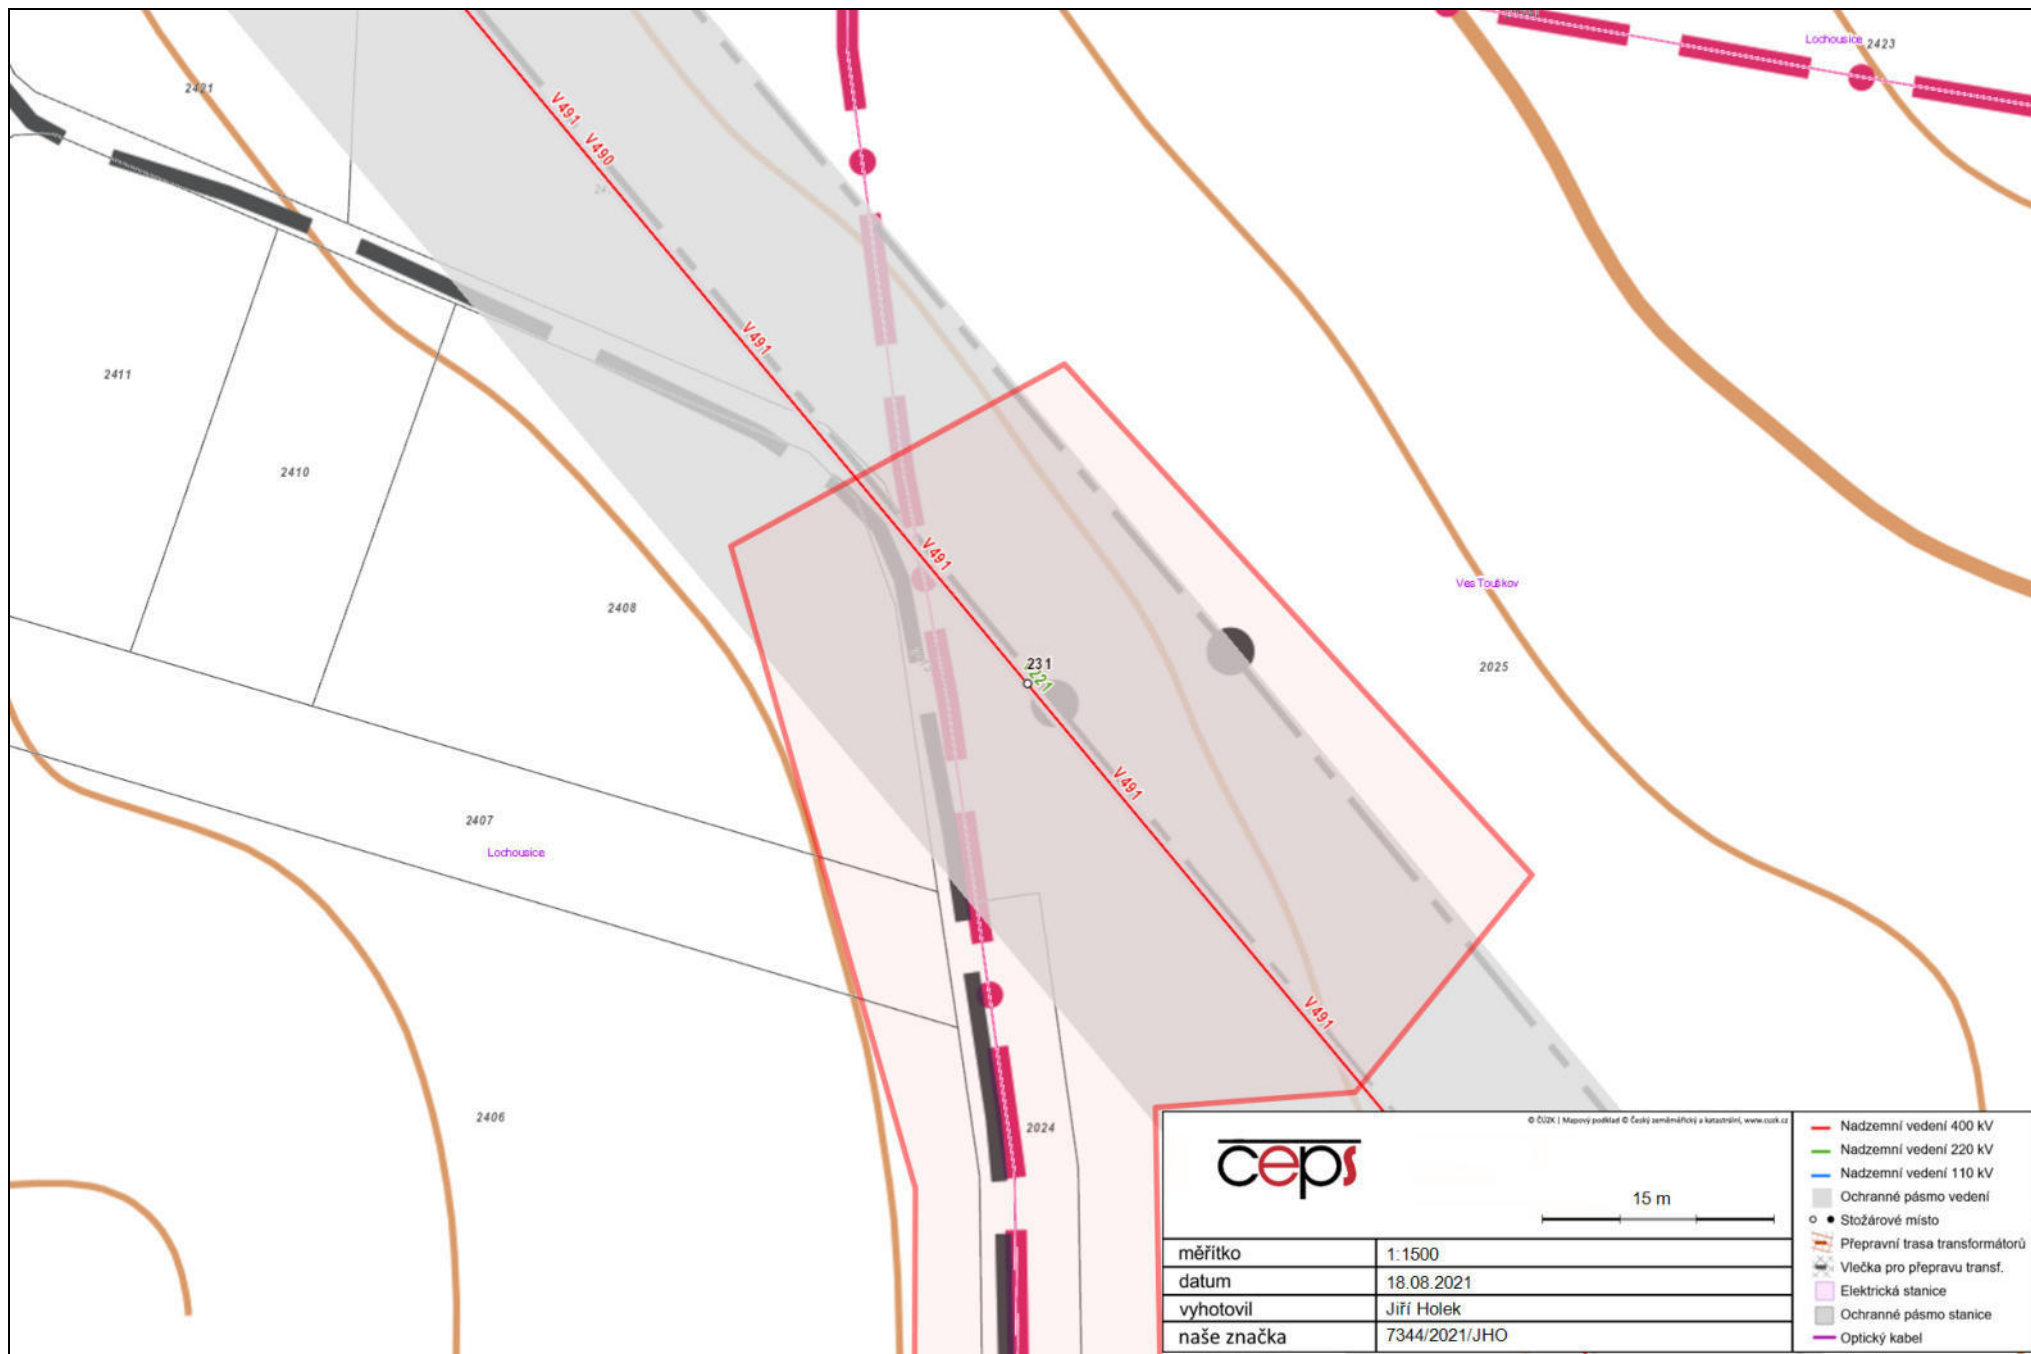 Lochousice
2423
2421
V491
V490
V491
2411
2410
V491
2408
Ves Touškov
2025
231
221
V491
2407
Lochousice
V491
2406
2024
© ČÚZK | Mapový podklad © Český zeměměřický a katastrální, www.cuzk.cz
ceps
15 m
měřítko 1:1500
datum 18.08.2021
vyhotovil Jiří Holek
naše značka 7344/2021/JHO
Nadzemní vedení 400 kV
Nadzemní vedení 220 kV
Nadzemní vedení 110 kV
Ochranné pásmo vedení
Stožárové místo
Přepravní trasa transformátorů
Vlečka pro přepravu transf.
Elektrická stanice
Ochranné pásmo stanice
Optický kabel